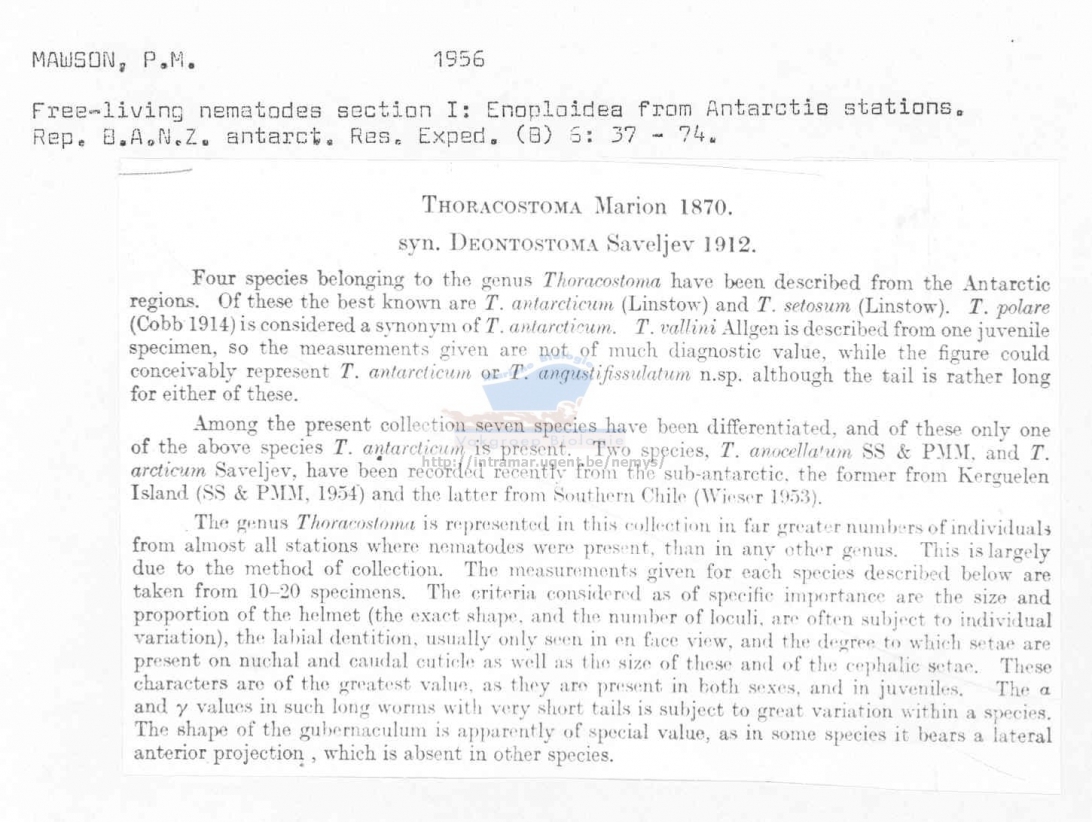 MAWSON, P.M. 1956
Free-living nematodes section I: Enoploidea from Antarctic stations.
Rep. B.A.N.Z. antarct. Res. Exped. (B) 6: 37 - 74.
THORACOSTOMA Marion 1870.
syn. DEONTOSTOMA Saveljev 1912.
Four species belonging to the genus Thoracostoma have been described from the Antarctic
regions. Of these the best known are T. antarcticum (Linstow) and T. setosum (Linstow). T. polare
(Cobb 1914) is considered a synonym of T. antarcticum. T. vallini Allgen is described from one juvenile
specimen, so the measurements given are not of much diagnostic value, while the figure could
conceivably represent T. antarcticum or T. angustifissulatum n.sp. although the tail is rather long
for either of these.
Among the present collection seven species have been differentiated, and of these only one
of the above species T. antarcticum is present. Two species, T. anocellatum SS & PMM, and T.
arcticum Saveljev, have been recorded recently from the sub-antarctic, the former from Kerguelen
Island (SS & PMM, 1954) and the latter from Southern Chile (Wieser 1953).
The genus Thoracostoma is represented in this collection in far greater numbers of individuals
from almost all stations where nematodes were present, than in any other genus. This is largely
due to the method of collection. The measurements given for each species described below are
taken from 10–20 specimens. The criteria considered as of specific importance are the size and
proportion of the helmet (the exact shape, and the number of loculi, are often subject to individual
variation), the labial dentition, usually only seen in en face view, and the degree to which setae are
present on nuchal and caudal cuticle as well as the size of these and of the cephalic setae. These
characters are of the greatest value, as they are present in both sexes, and in juveniles. The α
and γ values in such long worms with very short tails is subject to great variation within a species.
The shape of the gubernaculum is apparently of special value, as in some species it bears a lateral
anterior projection , which is absent in other species.
Vakgroep Biologie
http://intramar.ugent.be/nemys/